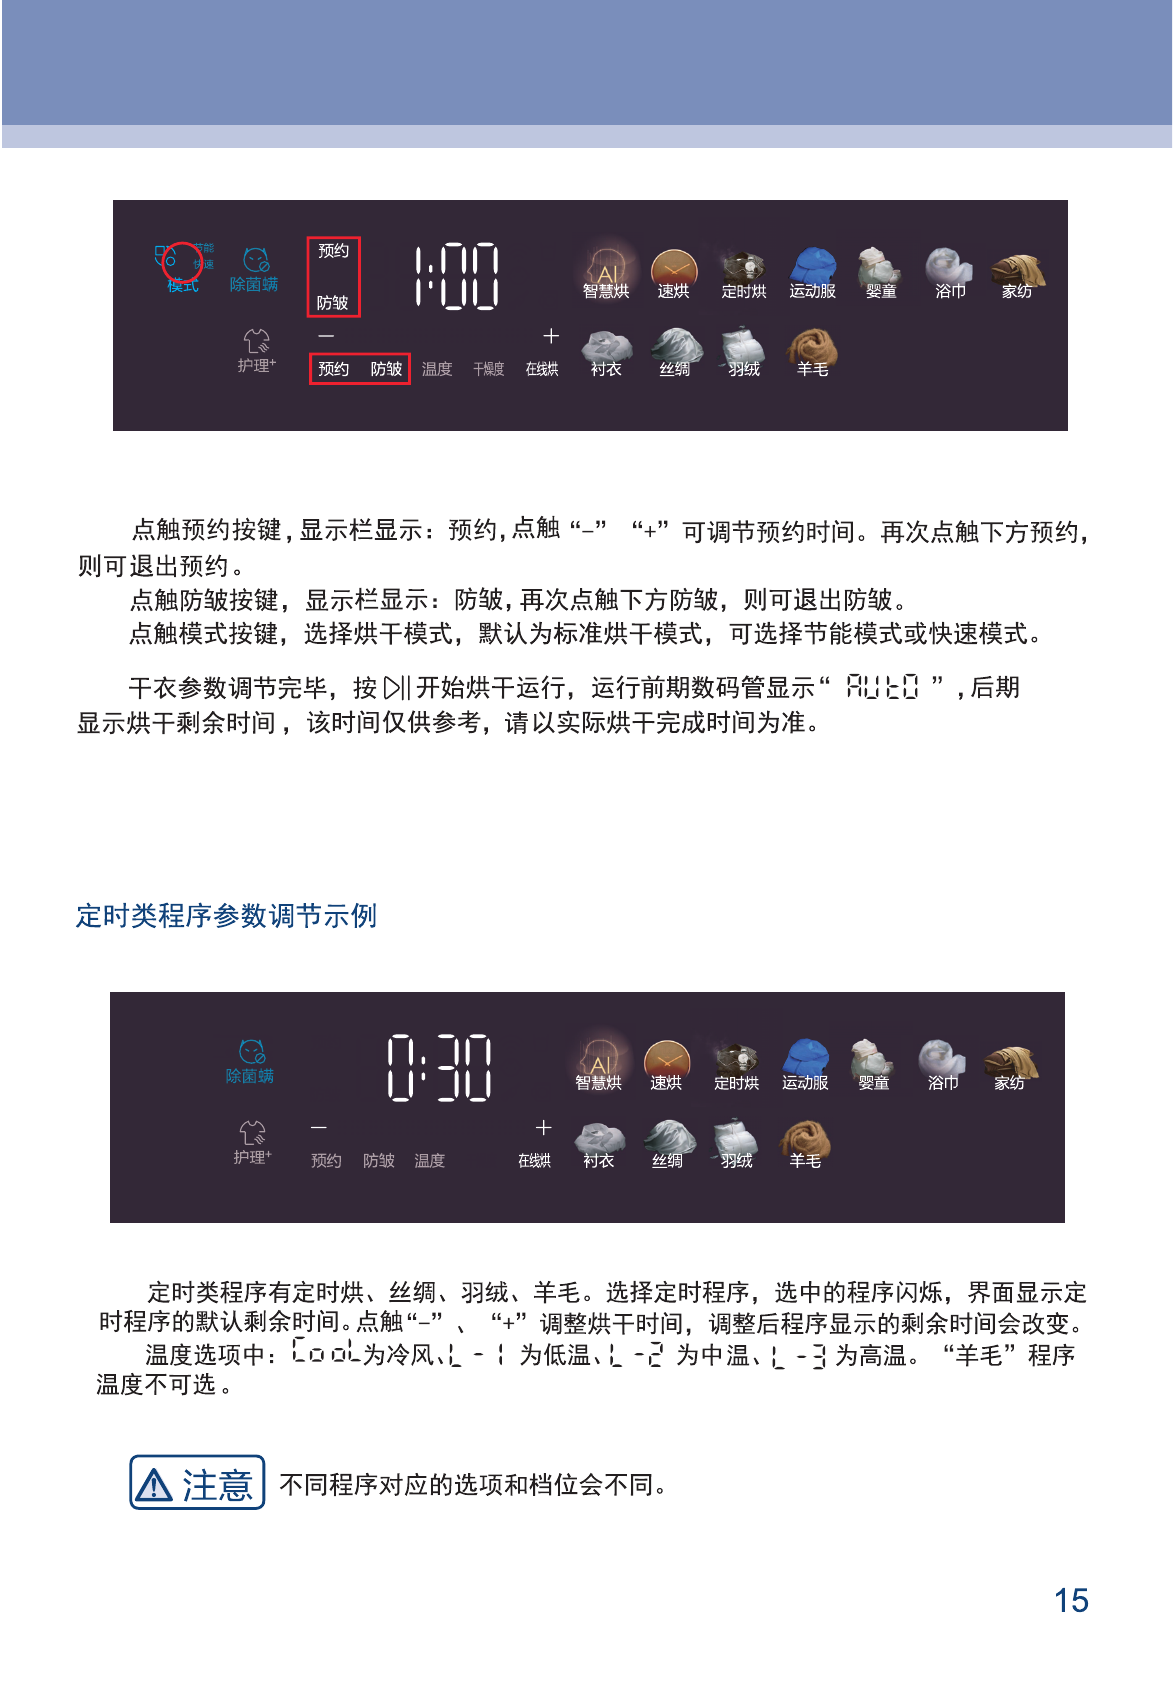 节能
快速
模式
除菌螨
预约
防皱
1:00
智慧烘 速烘 定时烘 运动服 婴童 浴巾 家纺
AI
护理+
− +
预约 防皱 温度 干燥度 在线烘 衬衣 丝绸 羽绒 羊毛
点触预约按键,显示栏显示：预约,点触“−” “+”可调节预约时间。再次点触下方预约,
则可退出预约。
点触防皱按键，显示栏显示：防皱,再次点触下方防皱，则可退出防皱。
点触模式按键，选择烘干模式，默认为标准烘干模式，可选择节能模式或快速模式。
干衣参数调节完毕，按▷||开始烘干运行，运行前期数码管显示“ AUtO ”,后期
显示烘干剩余时间，该时间仅供参考，请以实际烘干完成时间为准。
定时类程序参数调节示例
除菌螨
0:30
AI
智慧烘 速烘 定时烘 运动服 婴童 浴巾 家纺
护理+
− +
预约 防皱 温度 在线烘 衬衣 丝绸 羽绒 羊毛
定时类程序有定时烘、丝绸、羽绒、羊毛。选择定时程序，选中的程序闪烁，界面显示定
时程序的默认剩余时间。点触“−”、“+”调整烘干时间，调整后程序显示的剩余时间会改变。
温度选项中：CooL为冷风、L-1 为低温、L-2 为中温、L-3 为高温。“羊毛”程序
温度不可选。
注意 不同程序对应的选项和档位会不同。
15